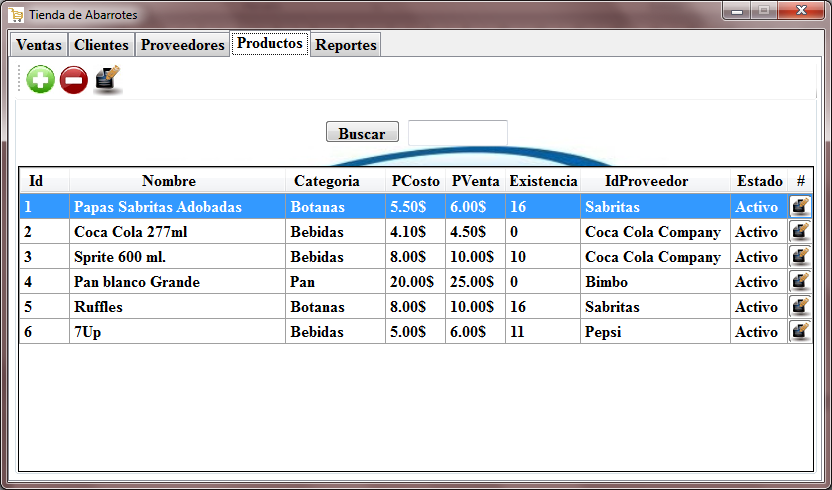 Tienda de Abarrotes
Ventas Clientes Proveedores Productos Reportes
Buscar
Id Nombre Categoria PCosto PVenta Existencia IdProveedor Estado #
1 Papas Sabritas Adobadas Botanas 5.50$ 6.00$ 16 Sabritas Activo
2 Coca Cola 277ml Bebidas 4.10$ 4.50$ 0 Coca Cola Company Activo
3 Sprite 600 ml. Bebidas 8.00$ 10.00$ 10 Coca Cola Company Activo
4 Pan blanco Grande Pan 20.00$ 25.00$ 0 Bimbo Activo
5 Ruffles Botanas 8.00$ 10.00$ 16 Sabritas Activo
6 7Up Bebidas 5.00$ 6.00$ 11 Pepsi Activo